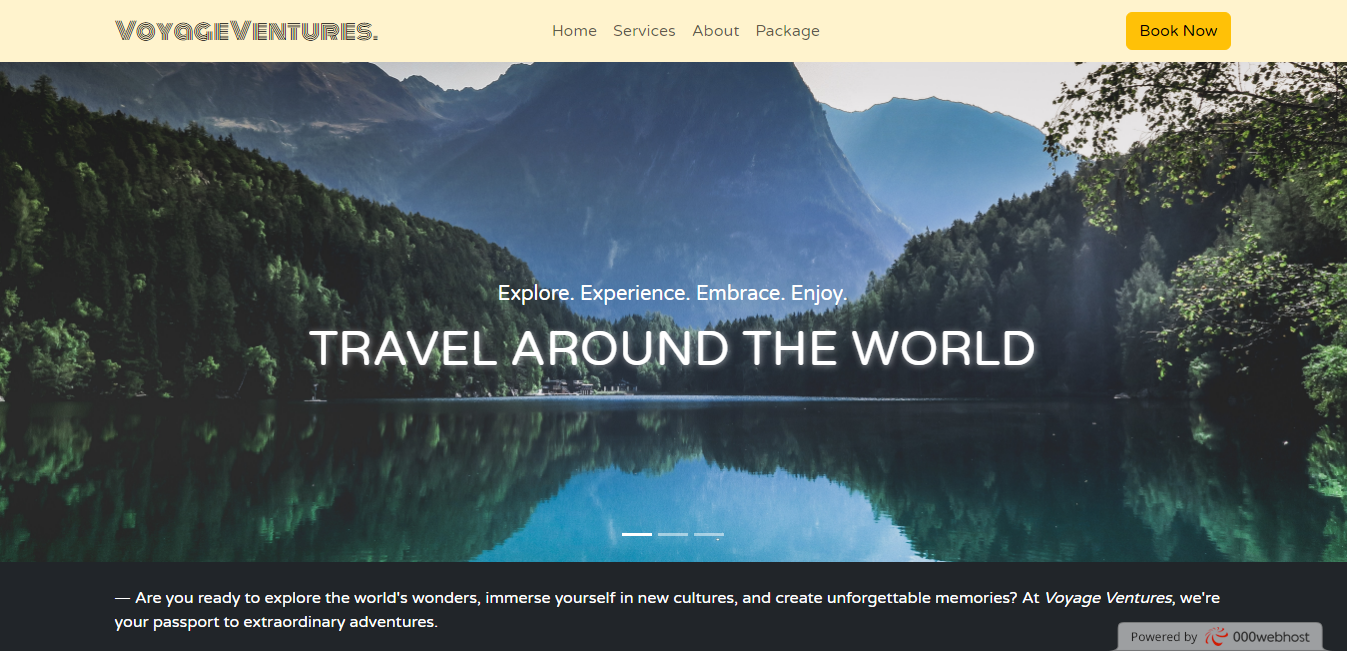 VOYAGEVENTURES.
Home Services About Package
Book Now
Explore. Experience. Embrace. Enjoy.
TRAVEL AROUND THE WORLD
— Are you ready to explore the world's wonders, immerse yourself in new cultures, and create unforgettable memories? At Voyage Ventures, we're
your passport to extraordinary adventures.
Powered by 000webhost